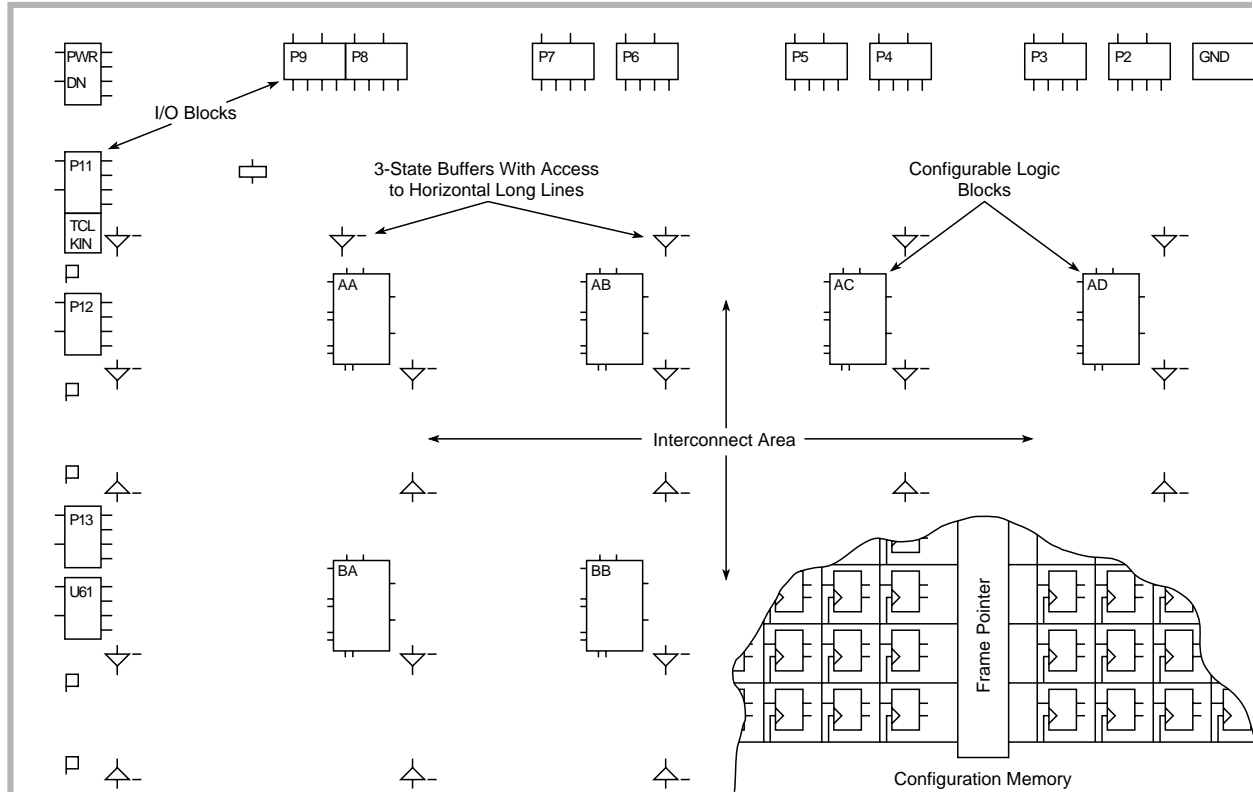 PWR
DN
P9
P8
P7
P6
P5
P4
P3
P2
GND
I/O Blocks
P11
TCL
KIN
3-State Buffers With Access
to Horizontal Long Lines
Configurable Logic
Blocks
P12
AA
AB
AC
AD
Interconnect Area
P13
U61
BA
BB
Frame Pointer
Configuration Memory